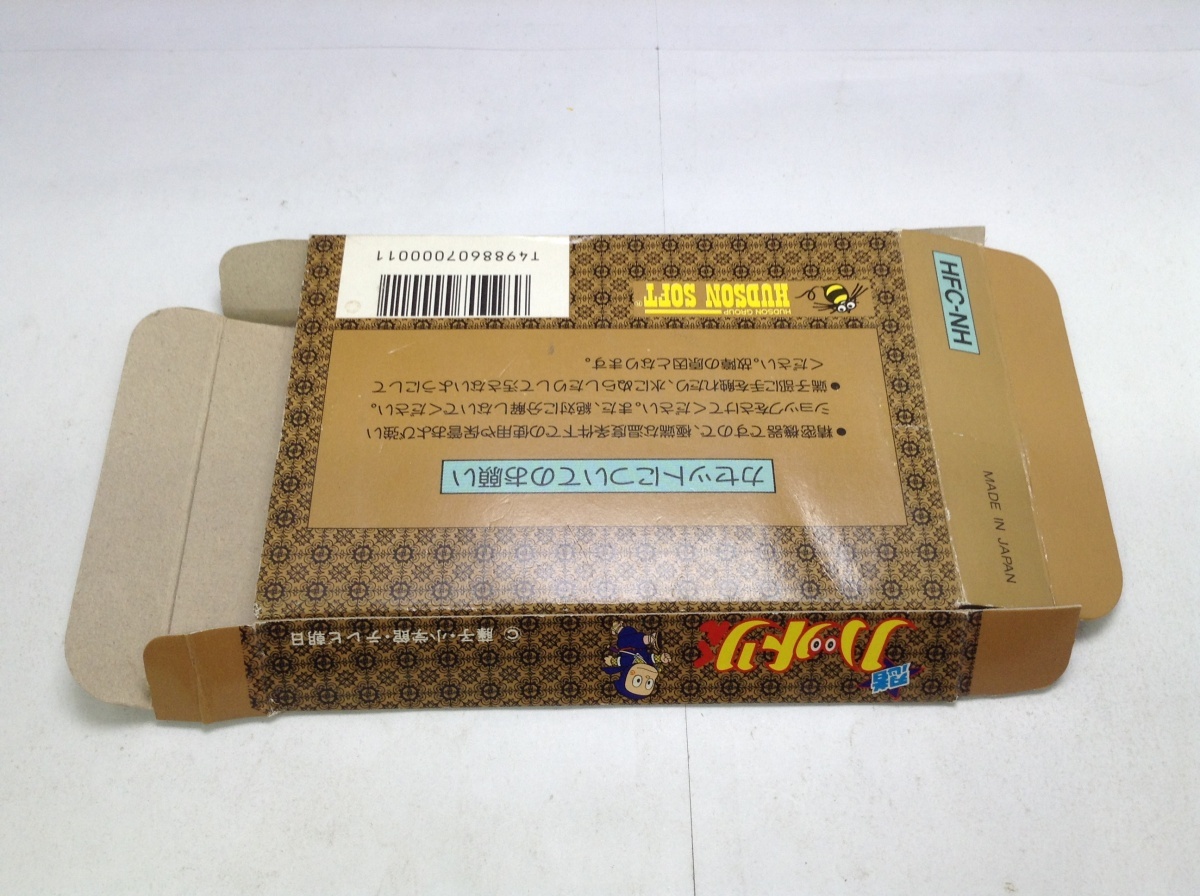 カセットについてのお願い
●精密機器ですので、極端な温度条件下での使用や保管および強い
ショックをさけてください。また、絶対に分解しないでください。
●端子部に手を触れたり、水にぬらしたりして汚さないようにして
ください。故障の原因となります。
HUDSON GROUP
HUDSON SOFT™
T4988607000011
HFC-NH
MADE IN JAPAN
忍者
ハットリくん
©藤子・小学館・テレビ朝日